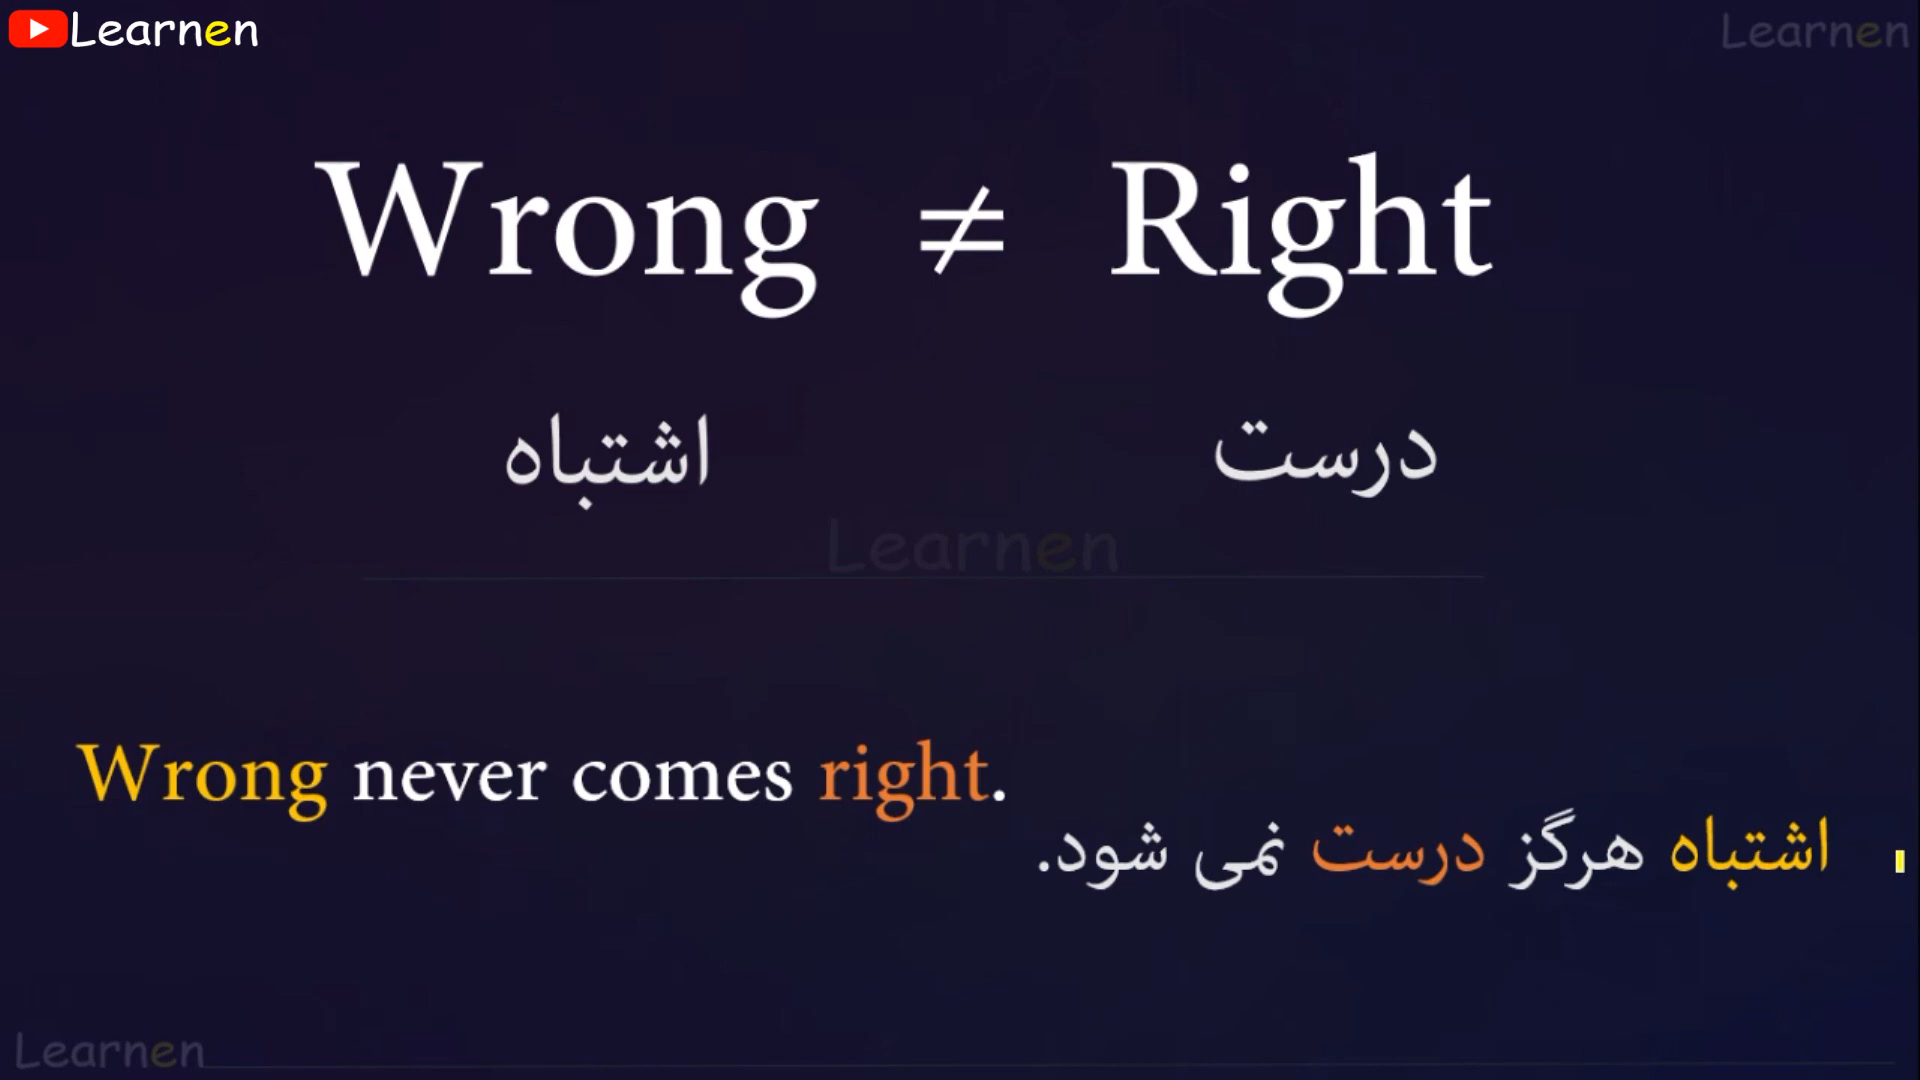 Learnen
Learnen
Wrong ≠ Right
اشتباه
درست
Learnen
Wrong never comes right.
اشتباه هرگز درست نمی شود.
Learnen